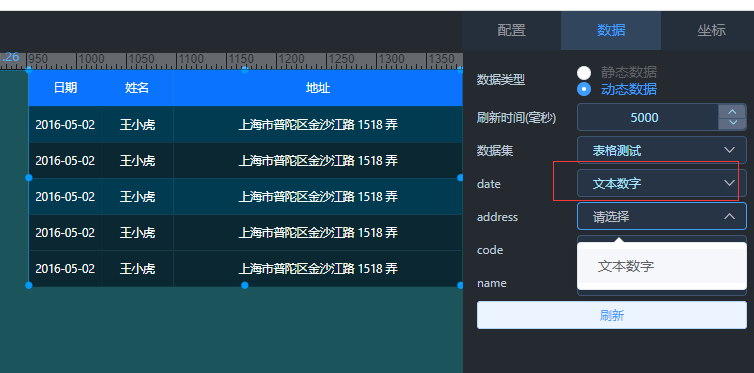 配置 数据 坐标
.26 950 1000 1050 1100 1150 1200 1250 1300 1350
日期 姓名 地址
2016-05-02 王小虎 上海市普陀区金沙江路 1518 弄
2016-05-02 王小虎 上海市普陀区金沙江路 1518 弄
2016-05-02 王小虎 上海市普陀区金沙江路 1518 弄
2016-05-02 王小虎 上海市普陀区金沙江路 1518 弄
2016-05-02 王小虎 上海市普陀区金沙江路 1518 弄
数据类型
静态数据
动态数据
刷新时间(毫秒) 5000
数据集 表格测试
date 文本数字
address 请选择
code
文本数字
name
刷新